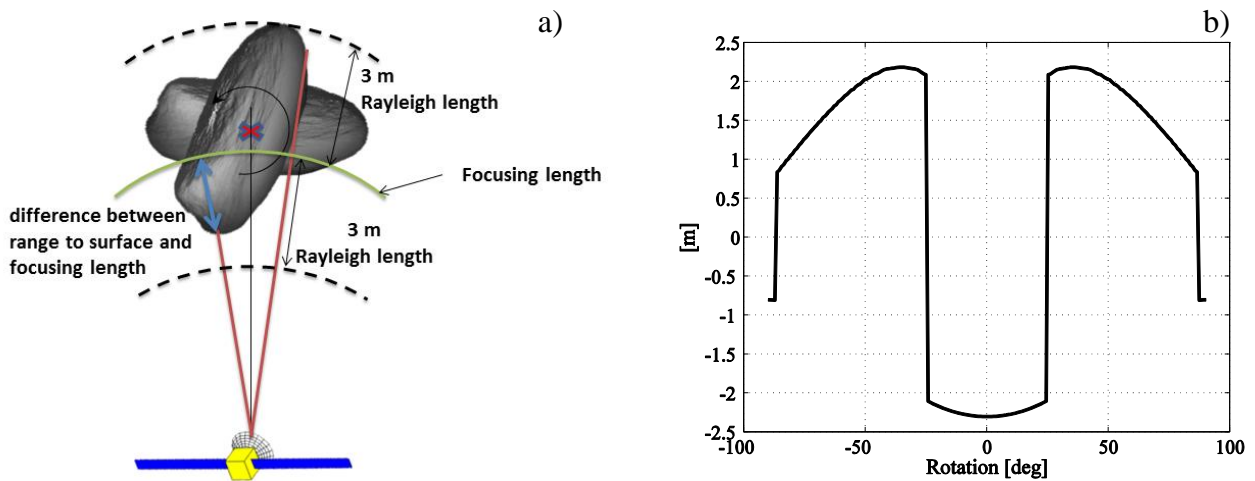 a)
3 m
Rayleigh length
Focusing length
difference between
range to surface and
focusing length
3 m
Rayleigh length
b)
[m]
2.5
2
1.5
1
0.5
0
-0.5
-1
-1.5
-2
-2.5
-100 -50 0 50 100
Rotation [deg]